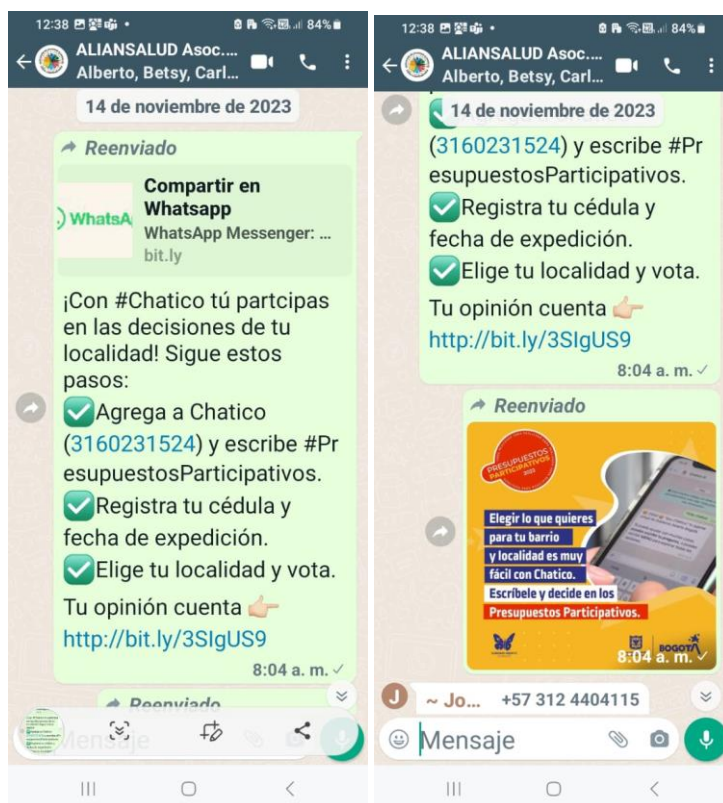 12:38
84%
ALIANSALUD Asoc....
Alberto, Betsy, Carl...
14 de noviembre de 2023
Reenviado
WhatsA
Compartir en
Whatsapp
WhatsApp Messenger: ...
bit.ly
¡Con #Chatico tú partcipas
en las decisiones de tu
localidad! Sigue estos
pasos:
✅Agrega a Chatico
(3160231524) y escribe #Pr
esupuestosParticipativos.
✅Registra tu cédula y
fecha de expedición.
✅Elige tu localidad y vota.
Tu opinión cuenta 👉🏻
http://bit.ly/3SIgUS9
8:04 a. m.
Reenviado
Mensaje
12:38
84%
ALIANSALUD Asoc....
Alberto, Betsy, Carl...
14 de noviembre de 2023
(3160231524) y escribe #Pr
esupuestosParticipativos.
✅Registra tu cédula y
fecha de expedición.
✅Elige tu localidad y vota.
Tu opinión cuenta 👉🏻
http://bit.ly/3SIgUS9
8:04 a. m.
Reenviado
PRESUPUESTOS
PARTICIPATIVOS
2023
Elegir lo que quieres
para tu barrio
y localidad es muy
fácil con Chatico.
Escríbele y decide en los
Presupuestos Participativos.
BOGOTÁ
8:04 a. m.
J
~ Jo... +57 312 4404115
Mensaje